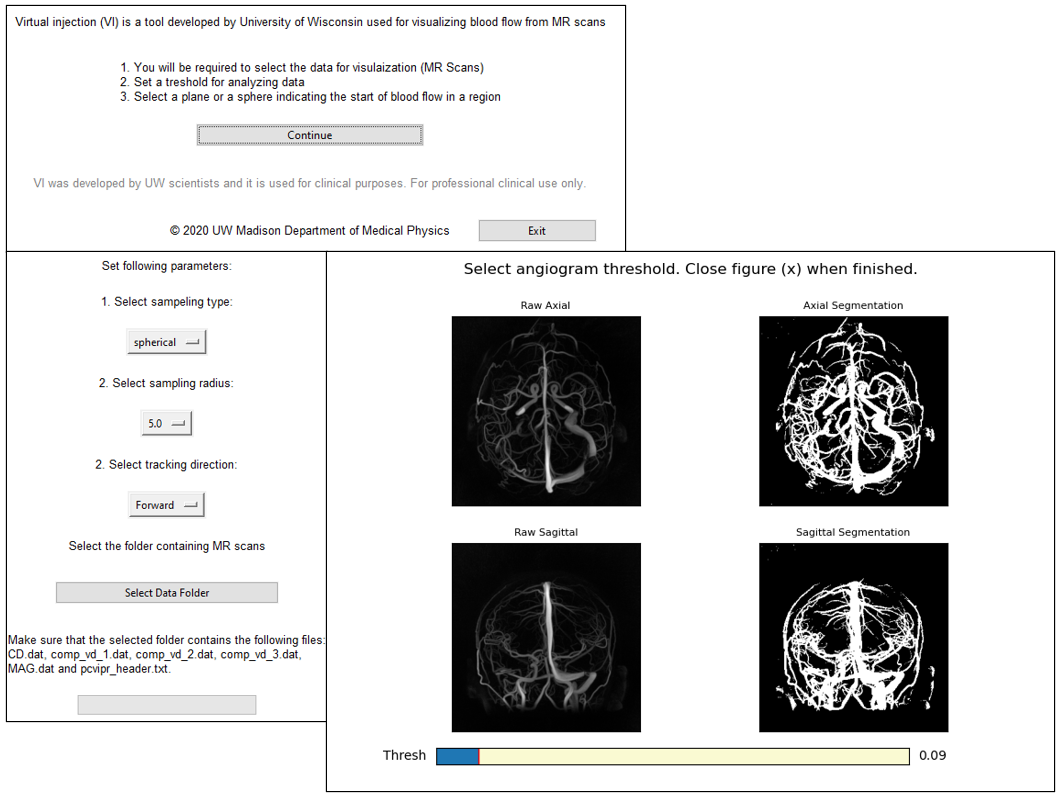 Virtual injection (VI) is a tool developed by University of Wisconsin used for visualizing blood flow from MR scans
1. You will be required to select the data for visulaization (MR Scans)
2. Set a treshold for analyzing data
3. Select a plane or a sphere indicating the start of blood flow in a region
Continue
VI was developed by UW scientists and it is used for clinical purposes. For professional clinical use only.
© 2020 UW Madison Department of Medical Physics
Exit
Set following parameters:
1. Select sampeling type:
spherical
2. Select sampling radius:
5.0
2. Select tracking direction:
Forward
Select the folder containing MR scans
Select Data Folder
Make sure that the selected folder contains the following files:
CD.dat, comp_vd_1.dat, comp_vd_2.dat, comp_vd_3.dat,
MAG.dat and pcvipr_header.txt.
Select angiogram threshold. Close figure (x) when finished.
Raw Axial
Axial Segmentation
Raw Sagittal
Sagittal Segmentation
Thresh
0.09